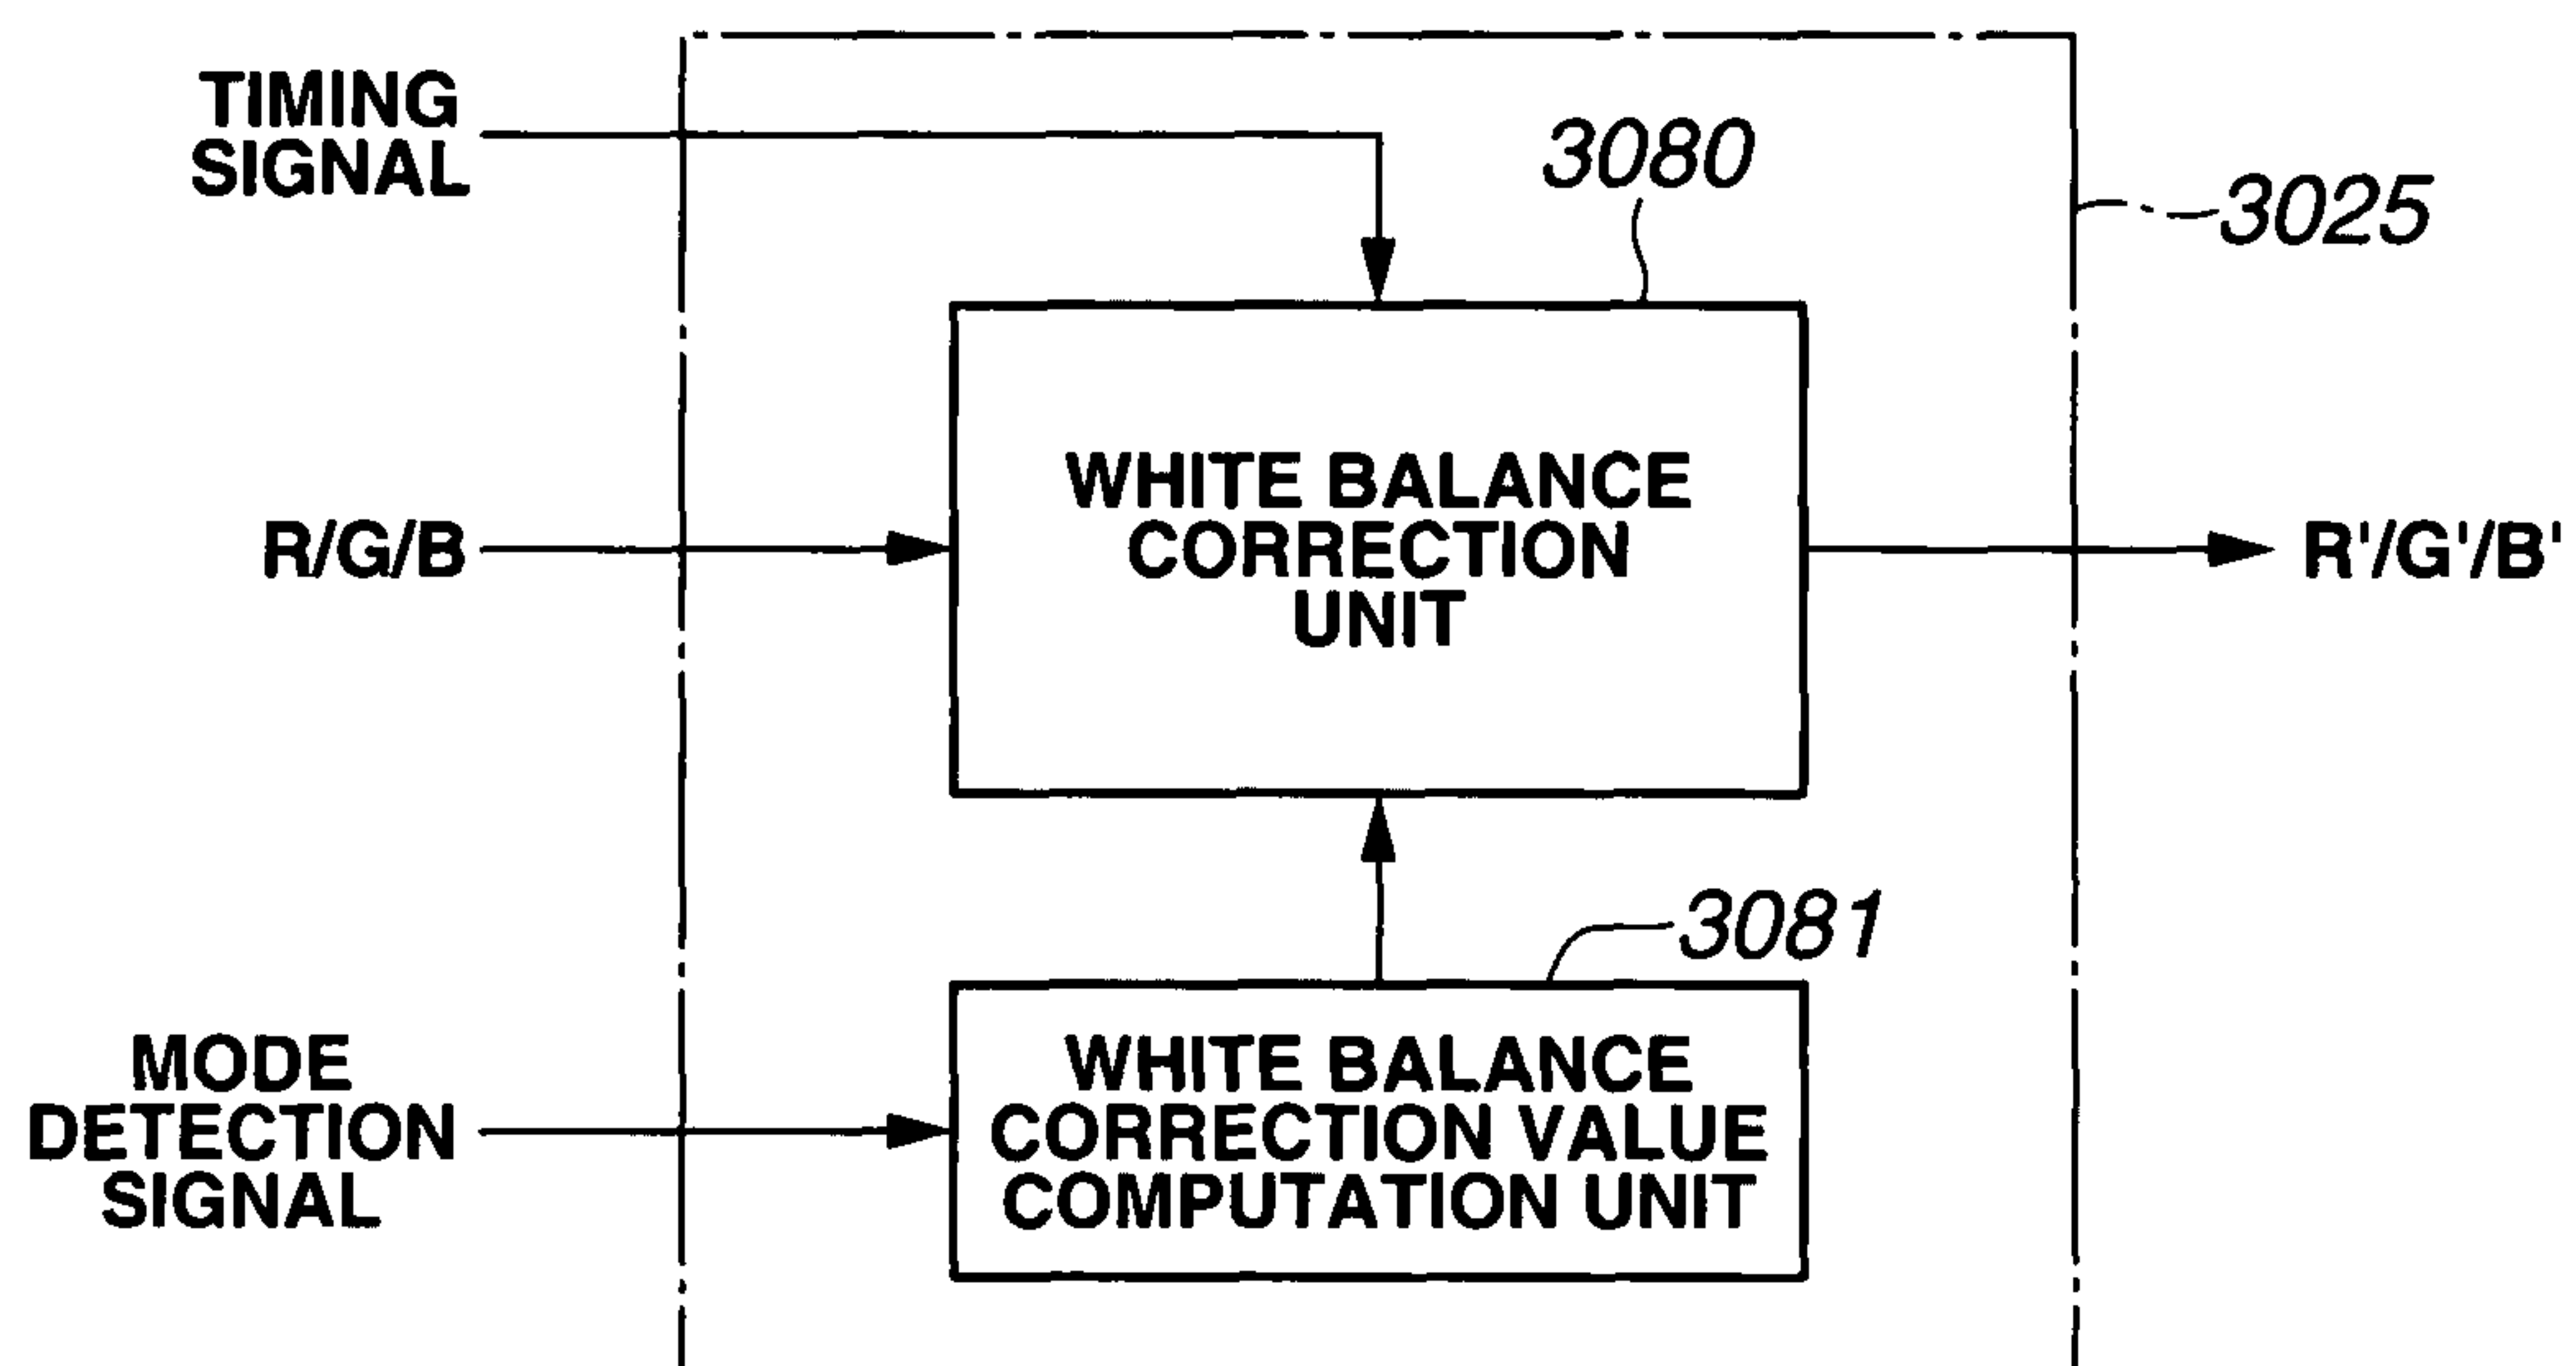 TIMING
SIGNAL
3080
3025
R/G/B
WHITE BALANCE
CORRECTION
UNIT
R'/G'/B'
3081
MODE
DETECTION
SIGNAL
WHITE BALANCE
CORRECTION VALUE
COMPUTATION UNIT